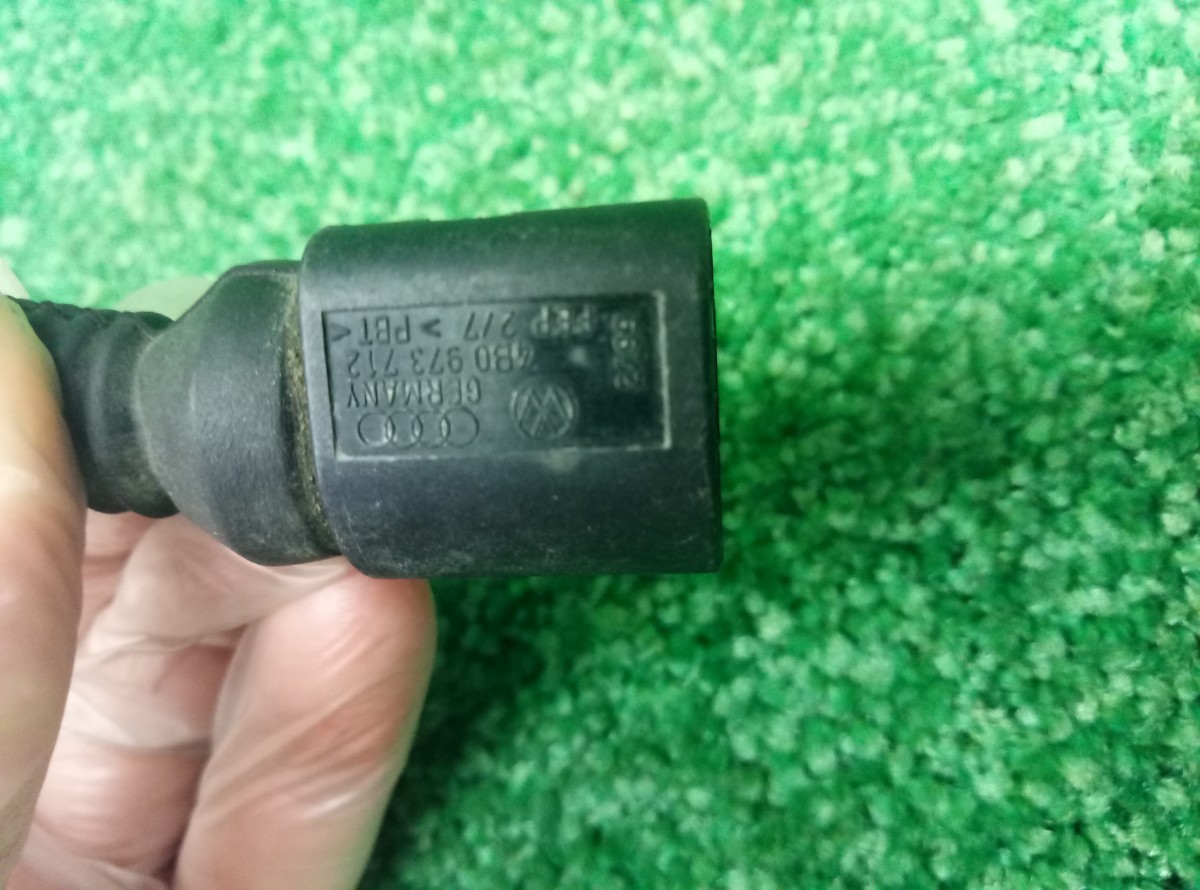 GERMANY
4B0 973 712
2/7 > PBT <